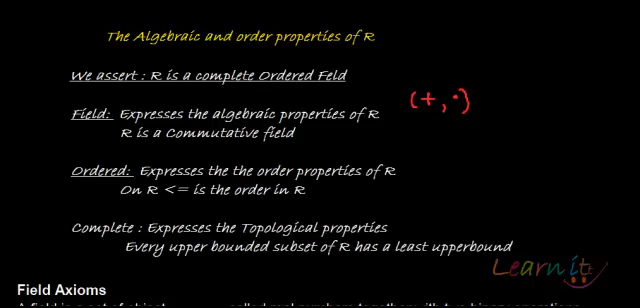 The Algebraic and order properties of R
We assert : R is a complete Ordered Feld
(+, ·)
Field: Expresses the algebraic properties of R
R is a Commutative field
Ordered: Expresses the the order properties of R
On R <= is the order in R
Complete : Expresses the Topological properties
Every upper bounded subset of R has a least upperbound
Learnitt
Field Axioms